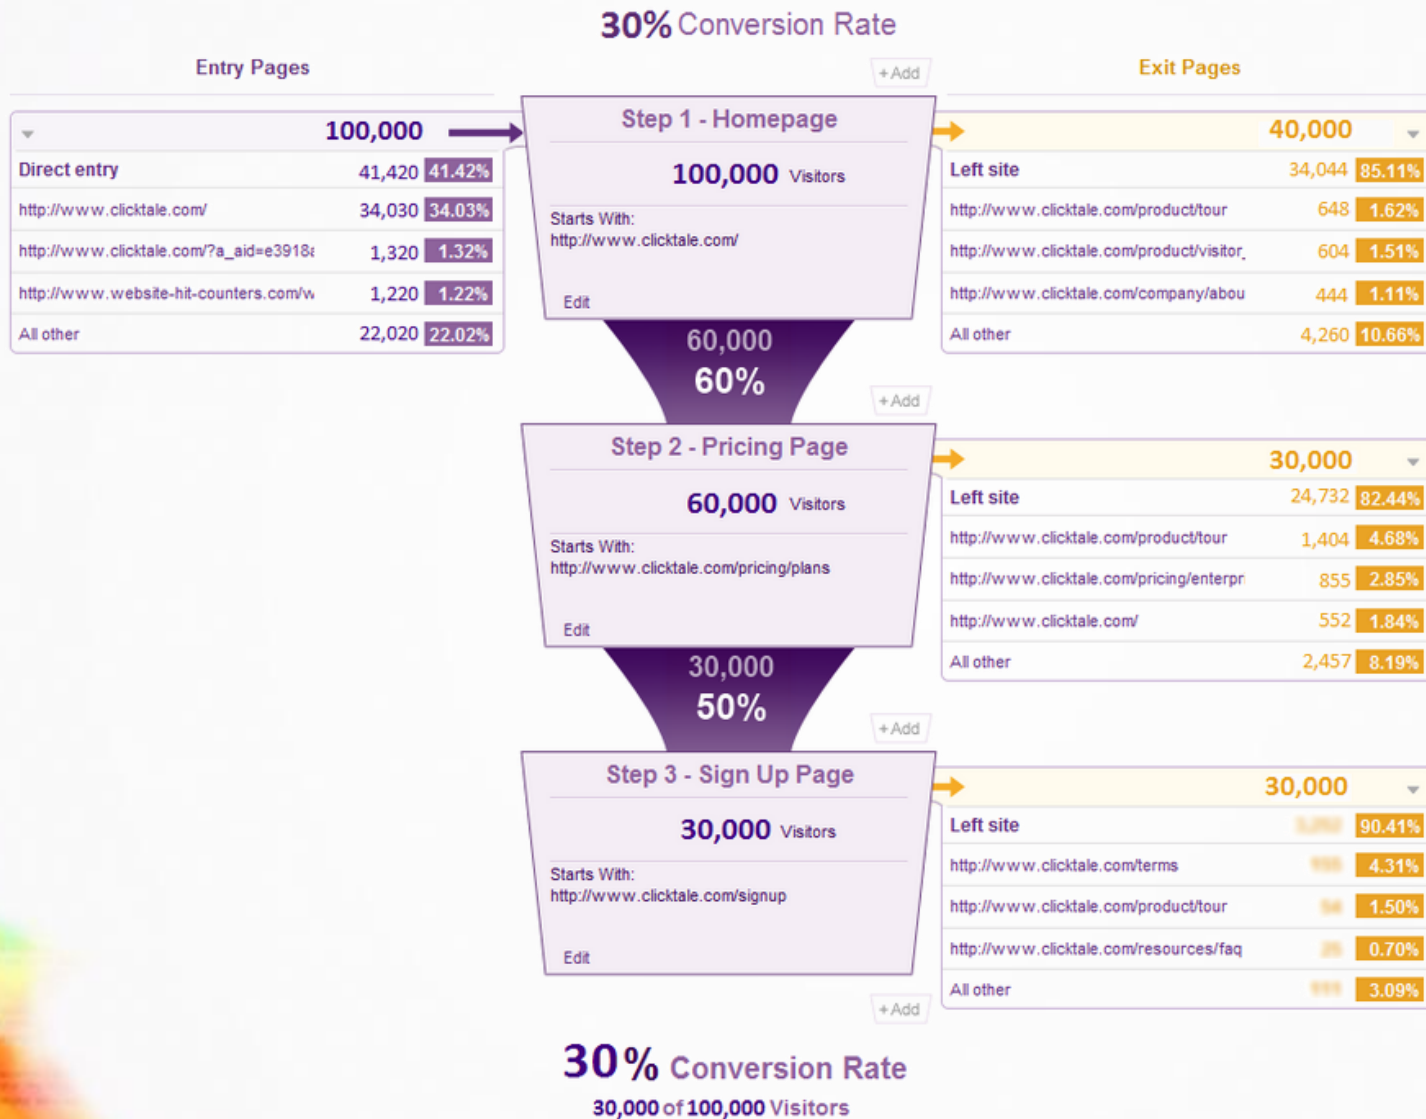 30% Conversion Rate
Entry Pages
+Add
Exit Pages
100,000
Direct entry 41,420 41.42%
http://www.clicktale.com/ 34,030 34.03%
http://www.clicktale.com/?a_aid=e3918a 1,320 1.32%
http://www.website-hit-counters.com/w 1,220 1.22%
All other 22,020 22.02%
Step 1 - Homepage
100,000 Visitors
Starts With:
http://www.clicktale.com/
Edit
40,000
Left site 34,044 85.11%
http://www.clicktale.com/product/tour 648 1.62%
http://www.clicktale.com/product/visitor_ 604 1.51%
http://www.clicktale.com/company/abou 444 1.11%
All other 4,260 10.66%
60,000
60%
+Add
Step 2 - Pricing Page
60,000 Visitors
Starts With:
http://www.clicktale.com/pricing/plans
Edit
30,000
Left site 24,732 82.44%
http://www.clicktale.com/product/tour 1,404 4.68%
http://www.clicktale.com/pricing/enterpri 855 2.85%
http://www.clicktale.com/ 552 1.84%
All other 2,457 8.19%
30,000
50%
+Add
Step 3 - Sign Up Page
30,000 Visitors
Starts With:
http://www.clicktale.com/signup
Edit
30,000
Left site 90.41%
http://www.clicktale.com/terms 4.31%
http://www.clicktale.com/product/tour 1.50%
http://www.clicktale.com/resources/faq 0.70%
All other 3.09%
+Add
30% Conversion Rate
30,000 of 100,000 Visitors